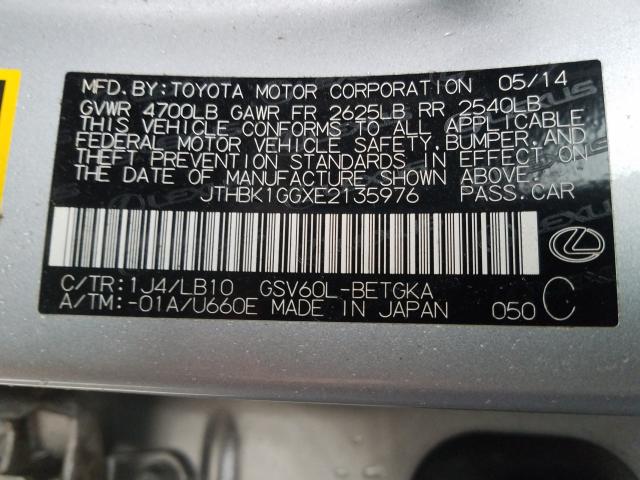 MFD.BY:TOYOTA MOTOR CORPORATION 05/14
GVWR 4700LB GAWR FR 2625LB RR 2540LB
THIS VEHICLE CONFORMS TO ALL APPLICABLE
FEDERAL MOTOR VEHICLE SAFETY,BUMPER,AND
THEFT PREVENTION STANDARDS IN EFFECT ON
THE DATE OF MANUFACTURE SHOWN ABOVE.
JTHBK1GGXE2135976 PASS.CAR
C/TR:1J4/LB10 GSV60L-BETGKA
A/TM:-01A/U660E MADE IN JAPAN 050 C